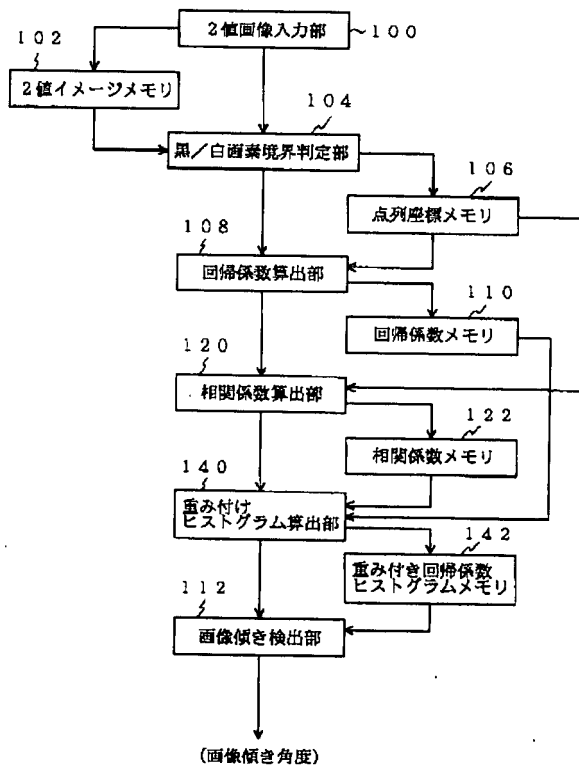 2値画像入力部
~100
102
2値イメージメモリ
104
黒/白画素境界判定部
106
点列座標メモリ
108
回帰係数算出部
110
回帰係数メモリ
120
相関係数算出部
122
相関係数メモリ
140
重み付け
ヒストグラム算出部
142
重み付き回帰係数
ヒストグラムメモリ
112
画像傾き検出部
(画像傾き角度)